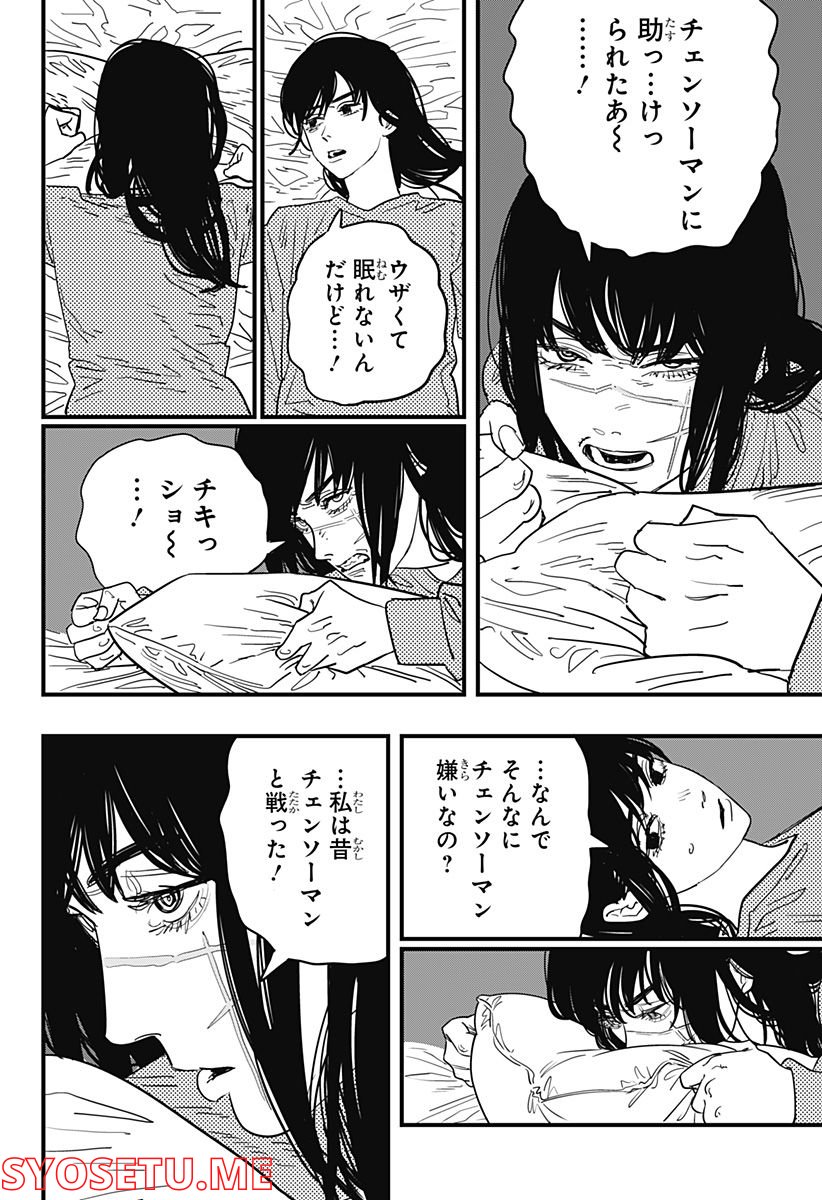 チェンソーマンに
助っ…けっ
られたあ〜
……！
ウザくて
眠れないん
だけど…！
チキっ
ショ〜
…！
…なんで
そんなに
チェンソーマン
嫌いなの？
…私は昔
チェンソーマン
と戦った！
SYOSETU.ME